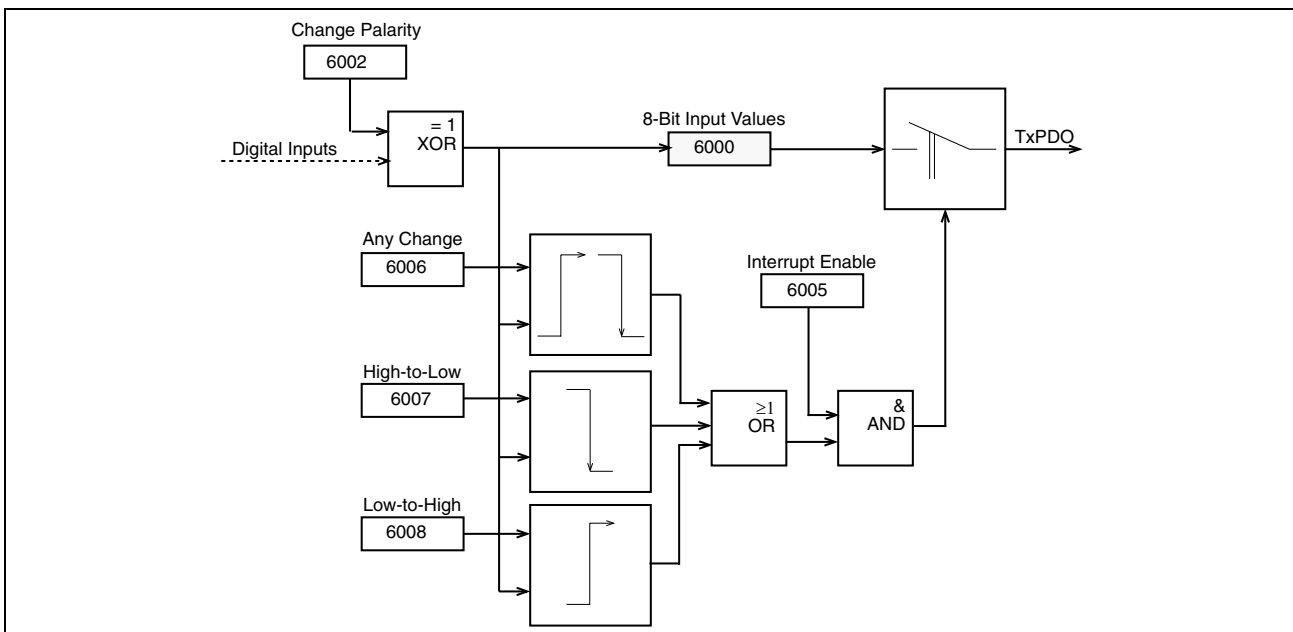 Change Palarity
6002
= 1
XOR
Digital Inputs
8-Bit Input Values
6000
TxPDO
Any Change
6006
Interrupt Enable
6005
High-to-Low
6007
≥1
OR
&
AND
Low-to-High
6008